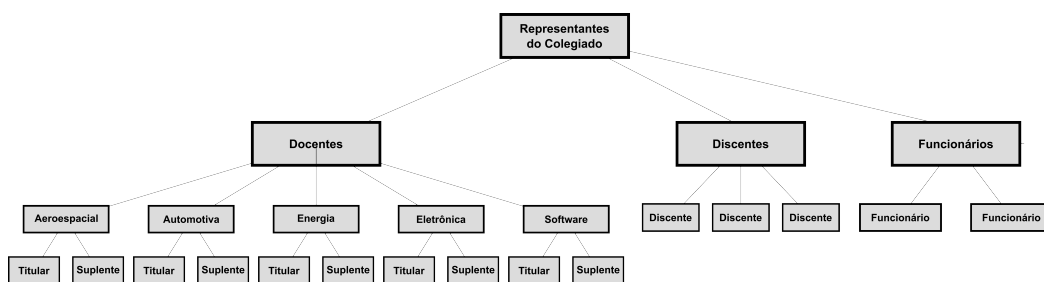 Representantes
do Colegiado
Docentes
Discentes
Funcionários
Aeroespacial
Automotiva
Energia
Eletrônica
Software
Discente
Discente
Discente
Funcionário
Funcionário
Titular
Suplente
Titular
Suplente
Titular
Suplente
Titular
Suplente
Titular
Suplente